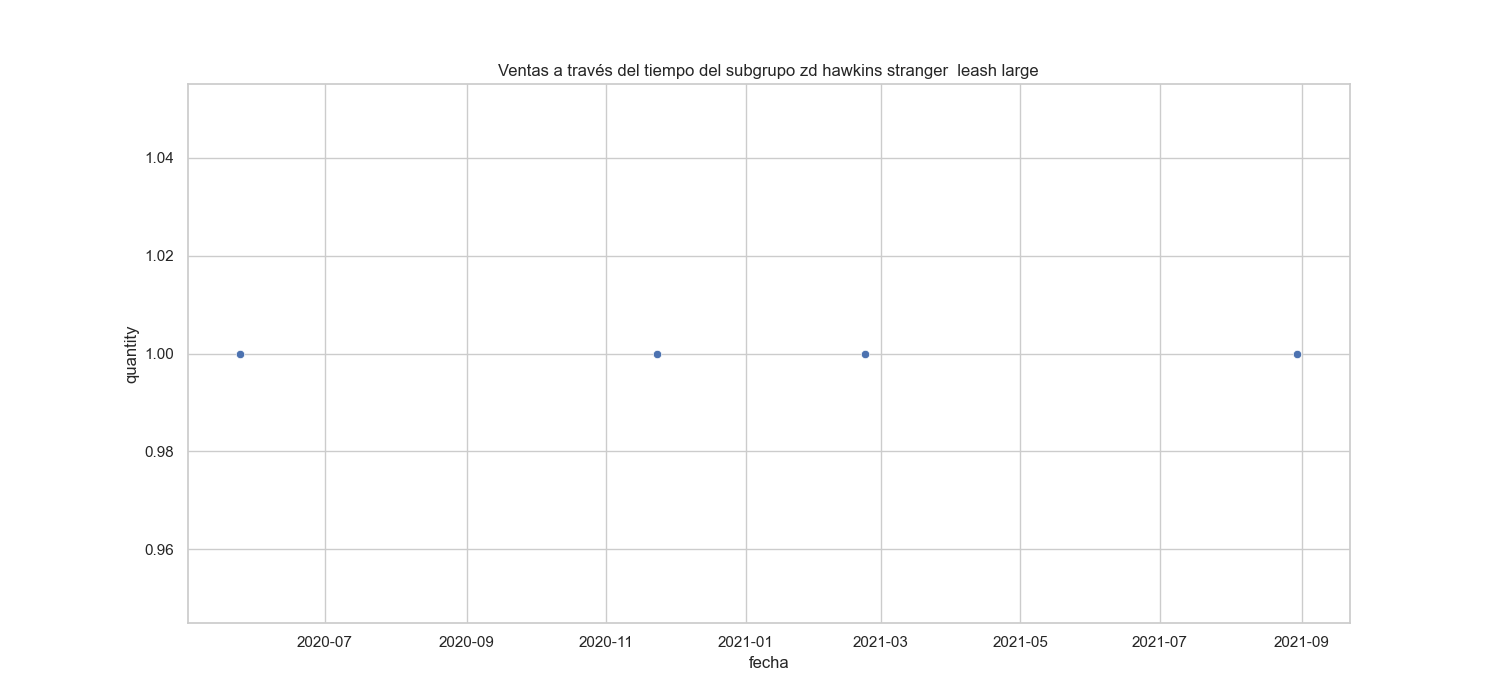 Ventas a través del tiempo del subgrupo zd hawkins stranger  leash large
1.04
1.02
1.00
0.98
0.96
quantity
2020-07 2020-09 2020-11 2021-01 2021-03 2021-05 2021-07 2021-09
fecha